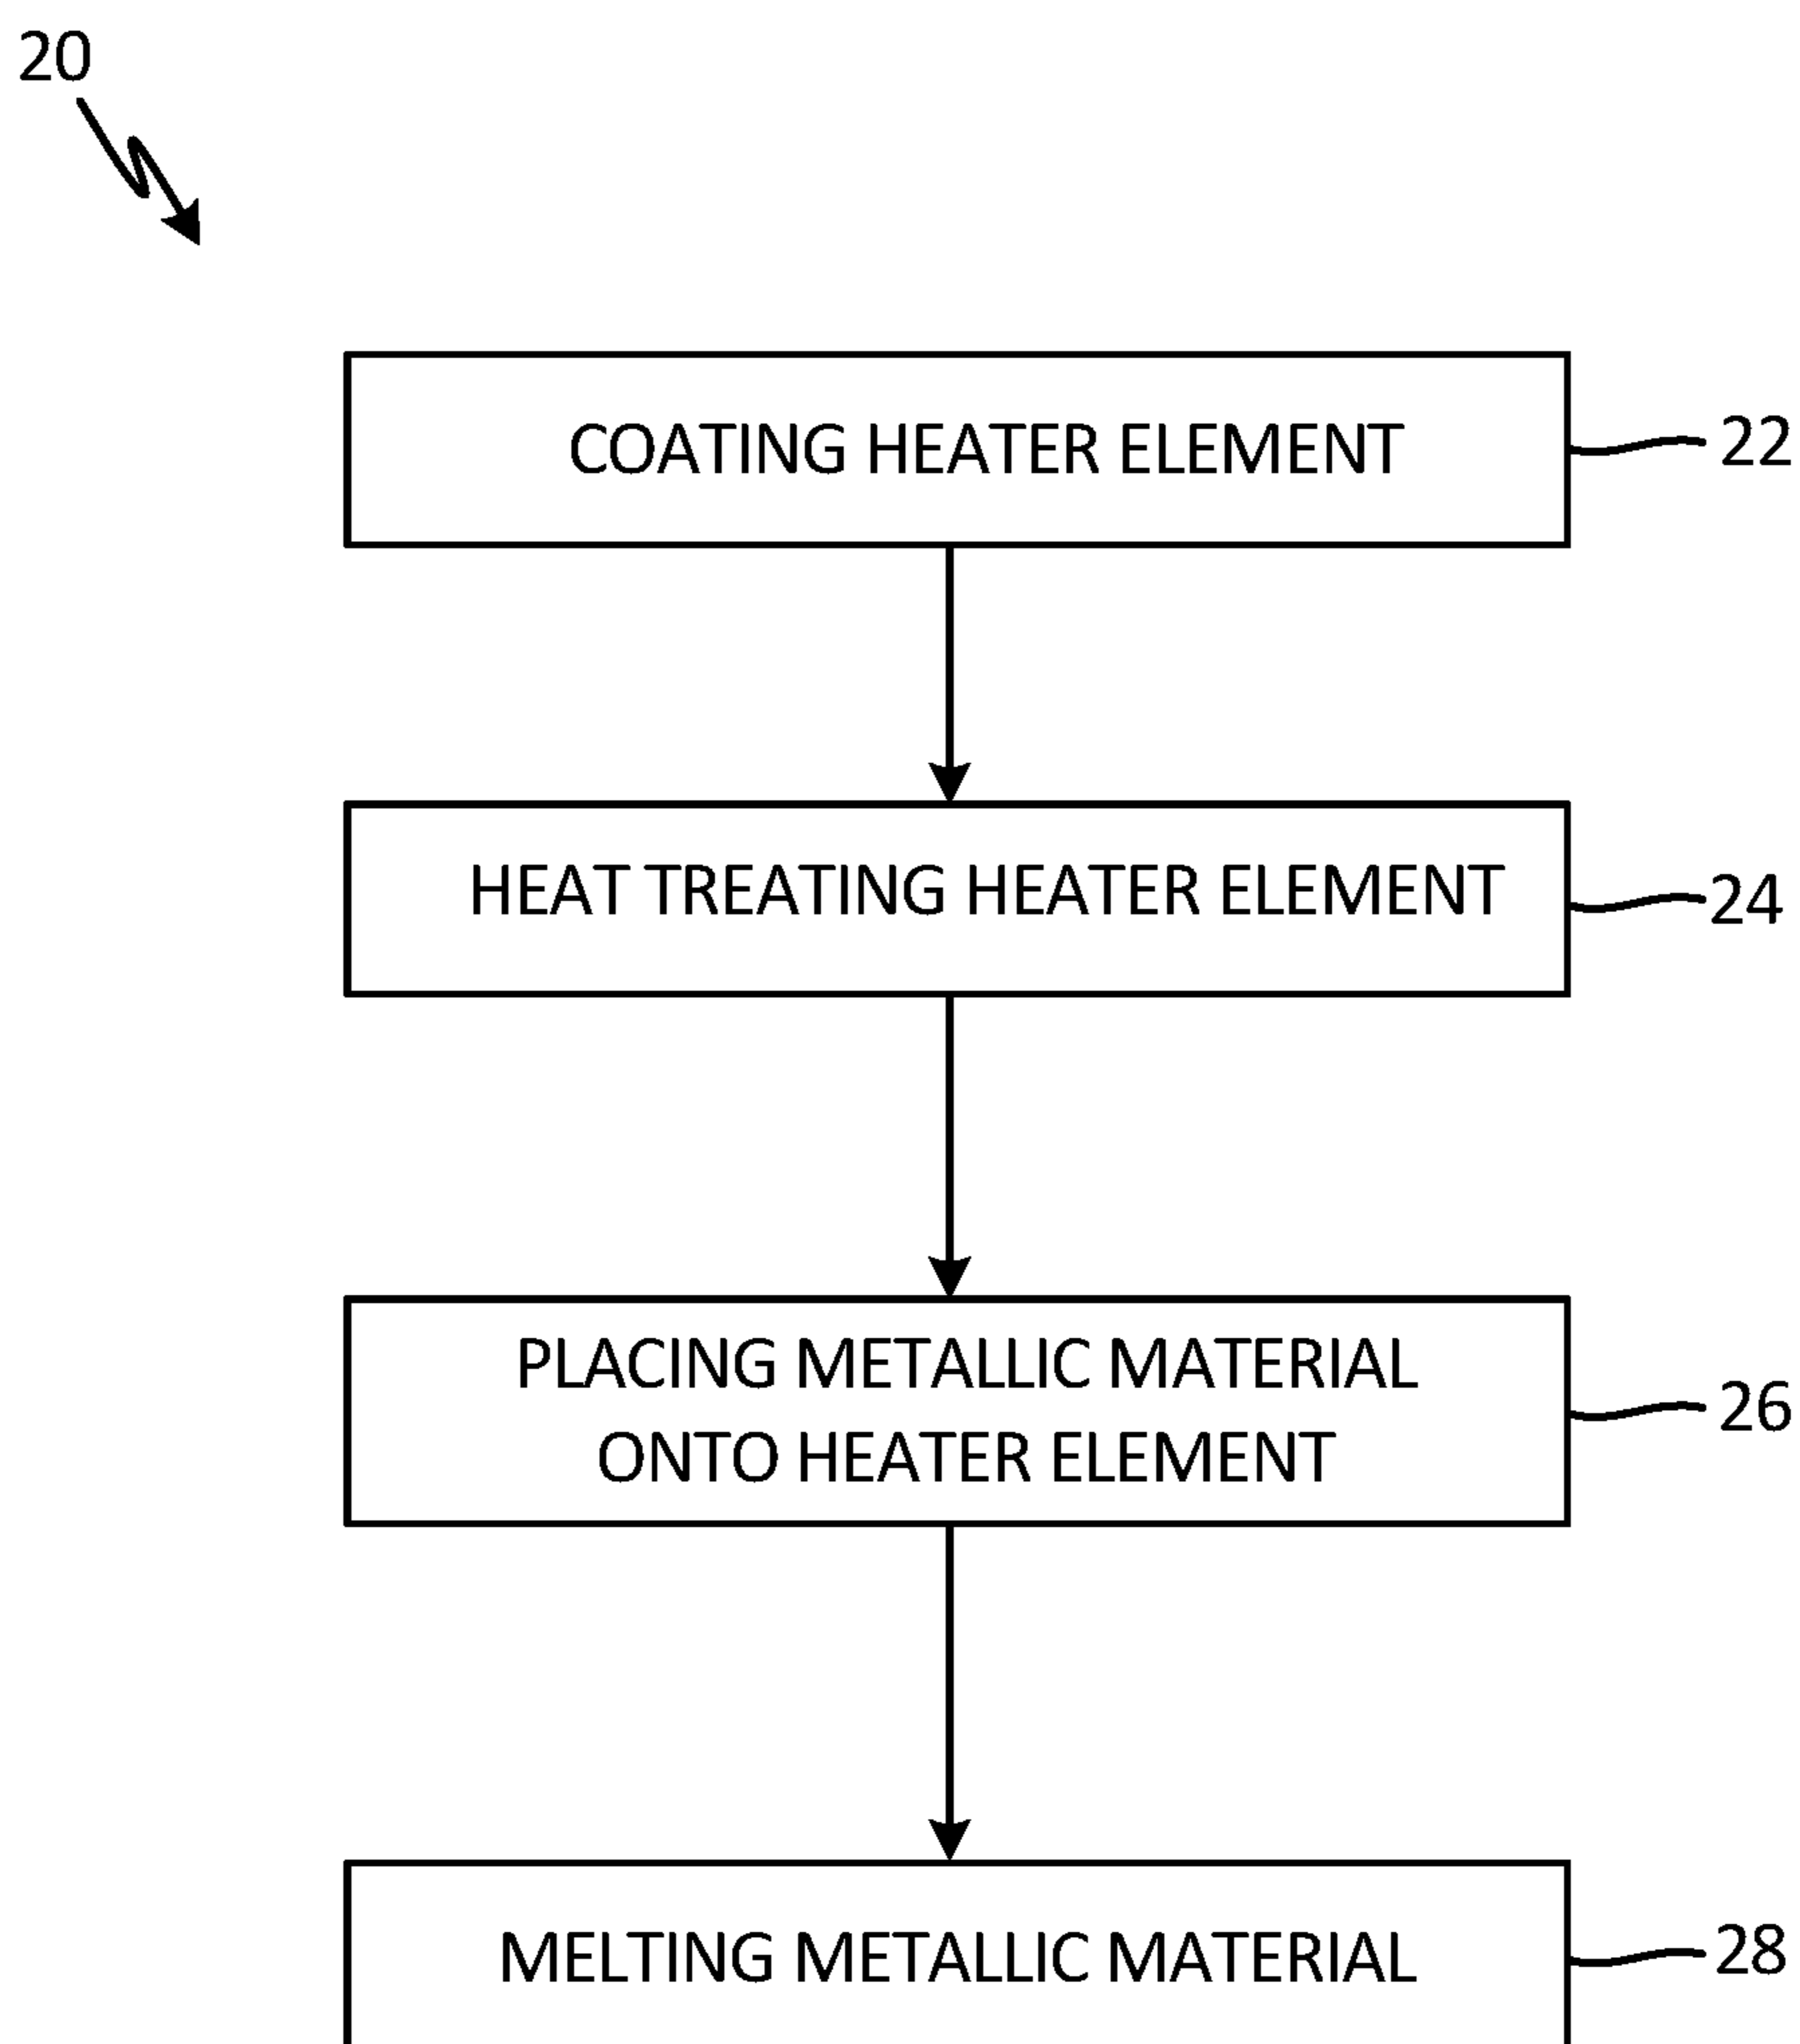 20
COATING HEATER ELEMENT
22
HEAT TREATING HEATER ELEMENT
24
PLACING METALLIC MATERIAL
ONTO HEATER ELEMENT
26
MELTING METALLIC MATERIAL
28